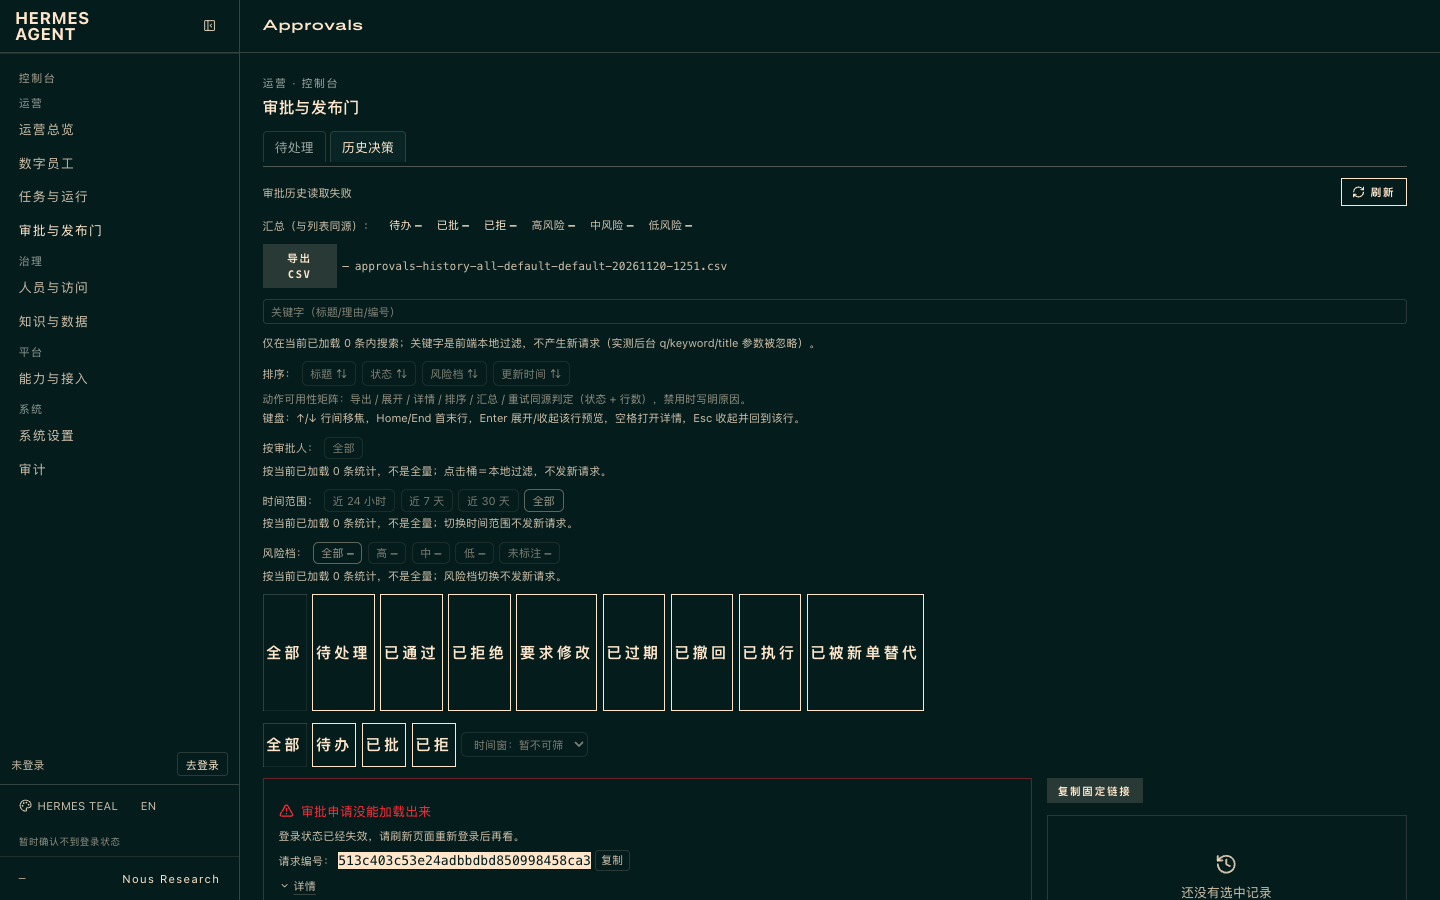 HERMES
AGENT
控制台
运营
运营总览
数字员工
任务与运行
审批与发布门
治理
人员与访问
知识与数据
平台
能力与接入
系统
系统设置
审计
未登录 去登录
HERMES TEAL EN
暂时确认不到登录状态
– Nous Research
Approvals
运营 · 控制台
审批与发布门
待处理 历史决策
审批历史读取失败 刷新
汇总（与列表同源）： 待办 – 已批 – 已拒 – 高风险 – 中风险 – 低风险 –
导出
CSV
— approvals-history-all-default-default-20261120-1251.csv
关键字（标题/理由/编号）
仅在当前已加载 0 条内搜索；关键字是前端本地过滤，不产生新请求（实测后台 q/keyword/title 参数被忽略）。
排序： 标题 ⇅ 状态 ⇅ 风险档 ⇅ 更新时间 ⇅
动作可用性矩阵：导出 / 展开 / 详情 / 排序 / 汇总 / 重试同源判定（状态 + 行数），禁用时写明原因。
键盘：↑/↓ 行间移焦，Home/End 首末行，Enter 展开/收起该行预览，空格打开详情，Esc 收起并回到该行。
按审批人： 全部
按当前已加载 0 条统计，不是全量；点击桶＝本地过滤，不发新请求。
时间范围： 近 24 小时 近 7 天 近 30 天 全部
按当前已加载 0 条统计，不是全量；切换时间范围不发新请求。
风险档： 全部 – 高 – 中 – 低 – 未标注 –
按当前已加载 0 条统计，不是全量；风险档切换不发新请求。
全部 待处理 已通过 已拒绝 要求修改 已过期 已撤回 已执行 已被新单替代
全部 待办 已批 已拒 时间窗：暂不可筛
审批申请没能加载出来
登录状态已经失效，请刷新页面重新登录后再看。
请求编号： 513c403c53e24adbbdbd850998458ca3 复制
详情
复制固定链接
还没有选中记录